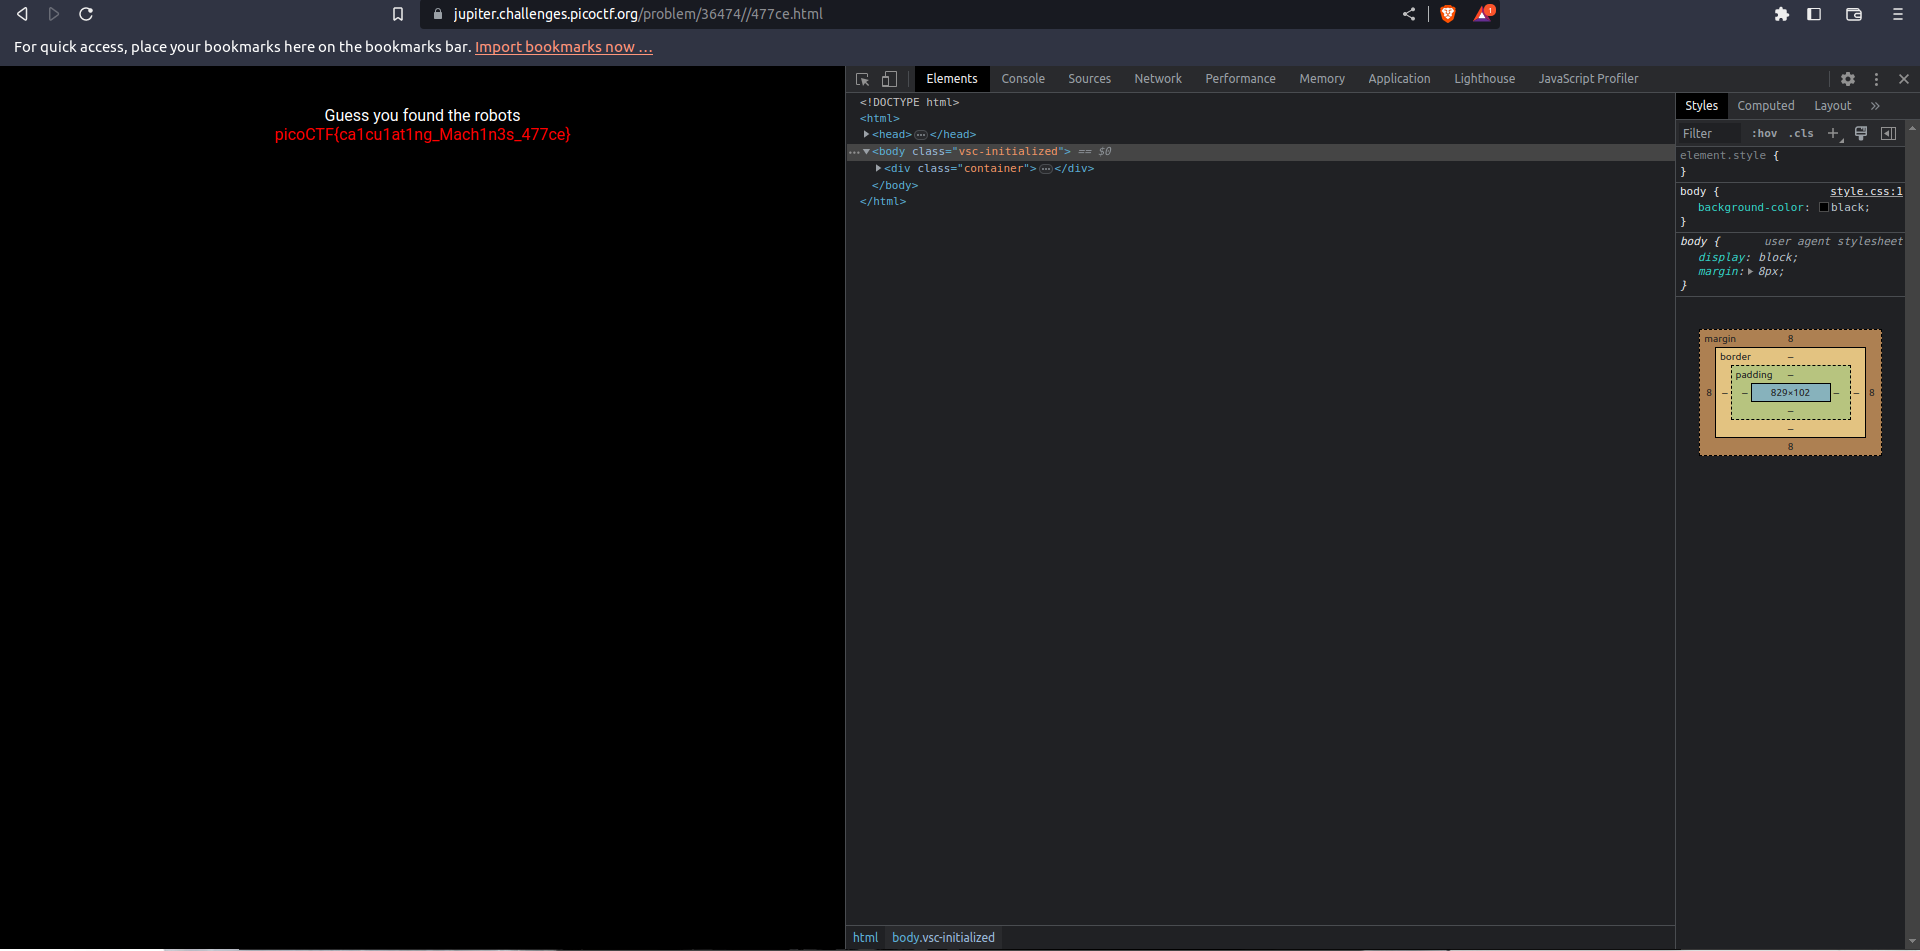 jupiter.challenges.picoctf.org/problem/36474//477ce.html
1
For quick access, place your bookmarks here on the bookmarks bar. Import bookmarks now ...
Guess you found the robots
picoCTF{ca1cu1at1ng_Mach1n3s_477ce}
Elements Console Sources Network Performance Memory Application Lighthouse JavaScript Profiler
<!DOCTYPE html>
<html>
<head>…</head>
<body class="vsc-initialized"> == $0
<div class="container">…</div>
</body>
</html>
html body.vsc-initialized
Styles Computed Layout »
Filter :hov .cls +
element.style {
}
body { style.css:1
background-color: black;
}
body { user agent stylesheet
display: block;
margin: 8px;
}
margin 8
border –
padding –
8 – – 829×102 – – 8
–
–
8